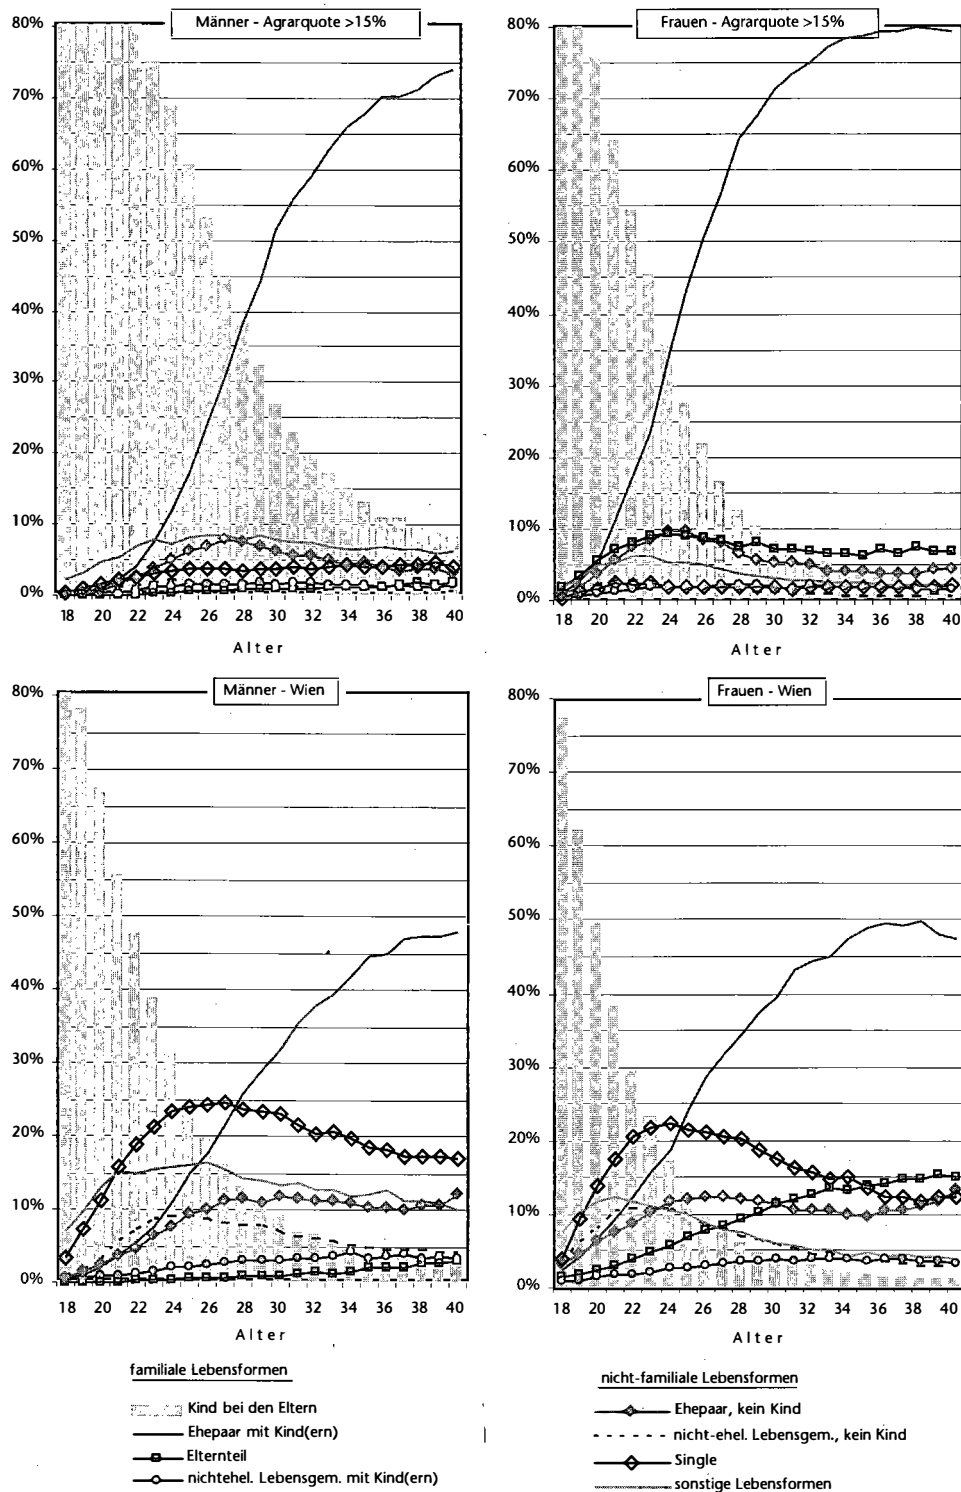 Männer - Agrarquote >15%
80%
70%
60%
50%
40%
30%
20%
10%
0%
18 20 22 24 26 28 30 32 34 36 38 40
Alter
Frauen - Agrarquote >15%
80%
70%
60%
50%
40%
30%
20%
10%
0%
18 20 22 24 26 28 30 32 34 36 38 40
Alter
Männer - Wien
80%
70%
60%
50%
40%
30%
20%
10%
0%
18 20 22 24 26 28 30 32 34 36 38 40
Alter
Frauen - Wien
80%
70%
60%
50%
40%
30%
20%
10%
0%
18 20 22 24 26 28 30 32 34 36 38 40
Alter
familiale Lebensformen
Kind bei den Eltern
Ehepaar mit Kind(ern)
Elternteil
nichtehel. Lebensgem. mit Kind(ern)
nicht-familiale Lebensformen
Ehepaar, kein Kind
nicht-ehel. Lebensgem., kein Kind
Single
sonstige Lebensformen